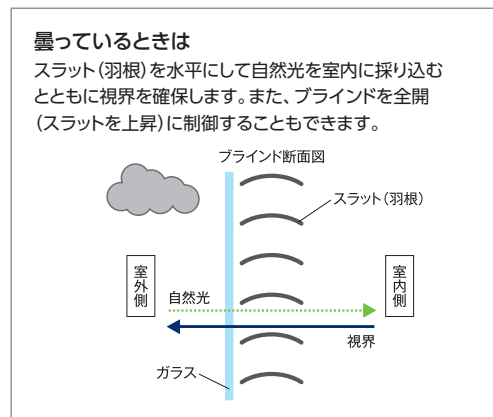 曇っているときは
スラット（羽根）を水平にして自然光を室内に採り込む
とともに視界を確保します。また、ブラインドを全開
（スラットを上昇）に制御することもできます。
ブラインド断面図
スラット（羽根）
室外側
室内側
自然光
視界
ガラス